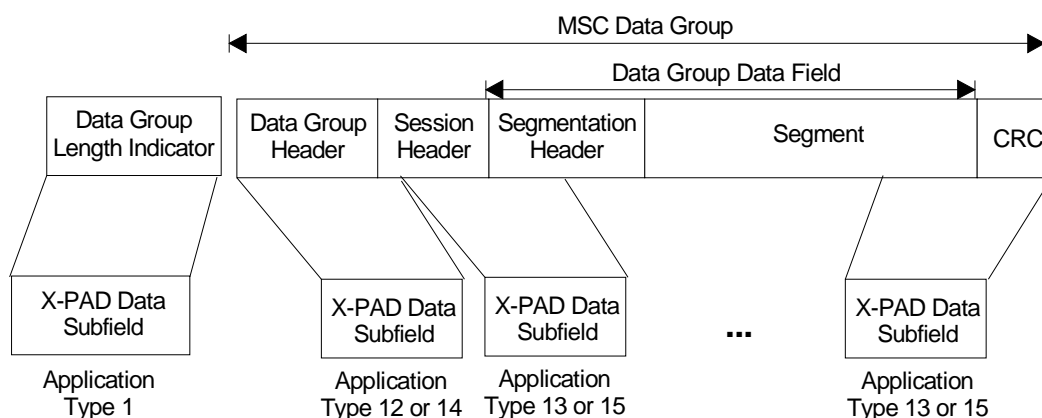 MSC Data Group
Data Group Data Field
Data Group
Length Indicator
Data Group
Header
Session
Header
Segmentation
Header
Segment
CRC
X-PAD Data
Subfield
X-PAD Data
Subfield
X-PAD Data
Subfield
...
X-PAD Data
Subfield
Application
Type 1
Application
Type 12 or 14
Application
Type 13 or 15
Application
Type 13 or 15